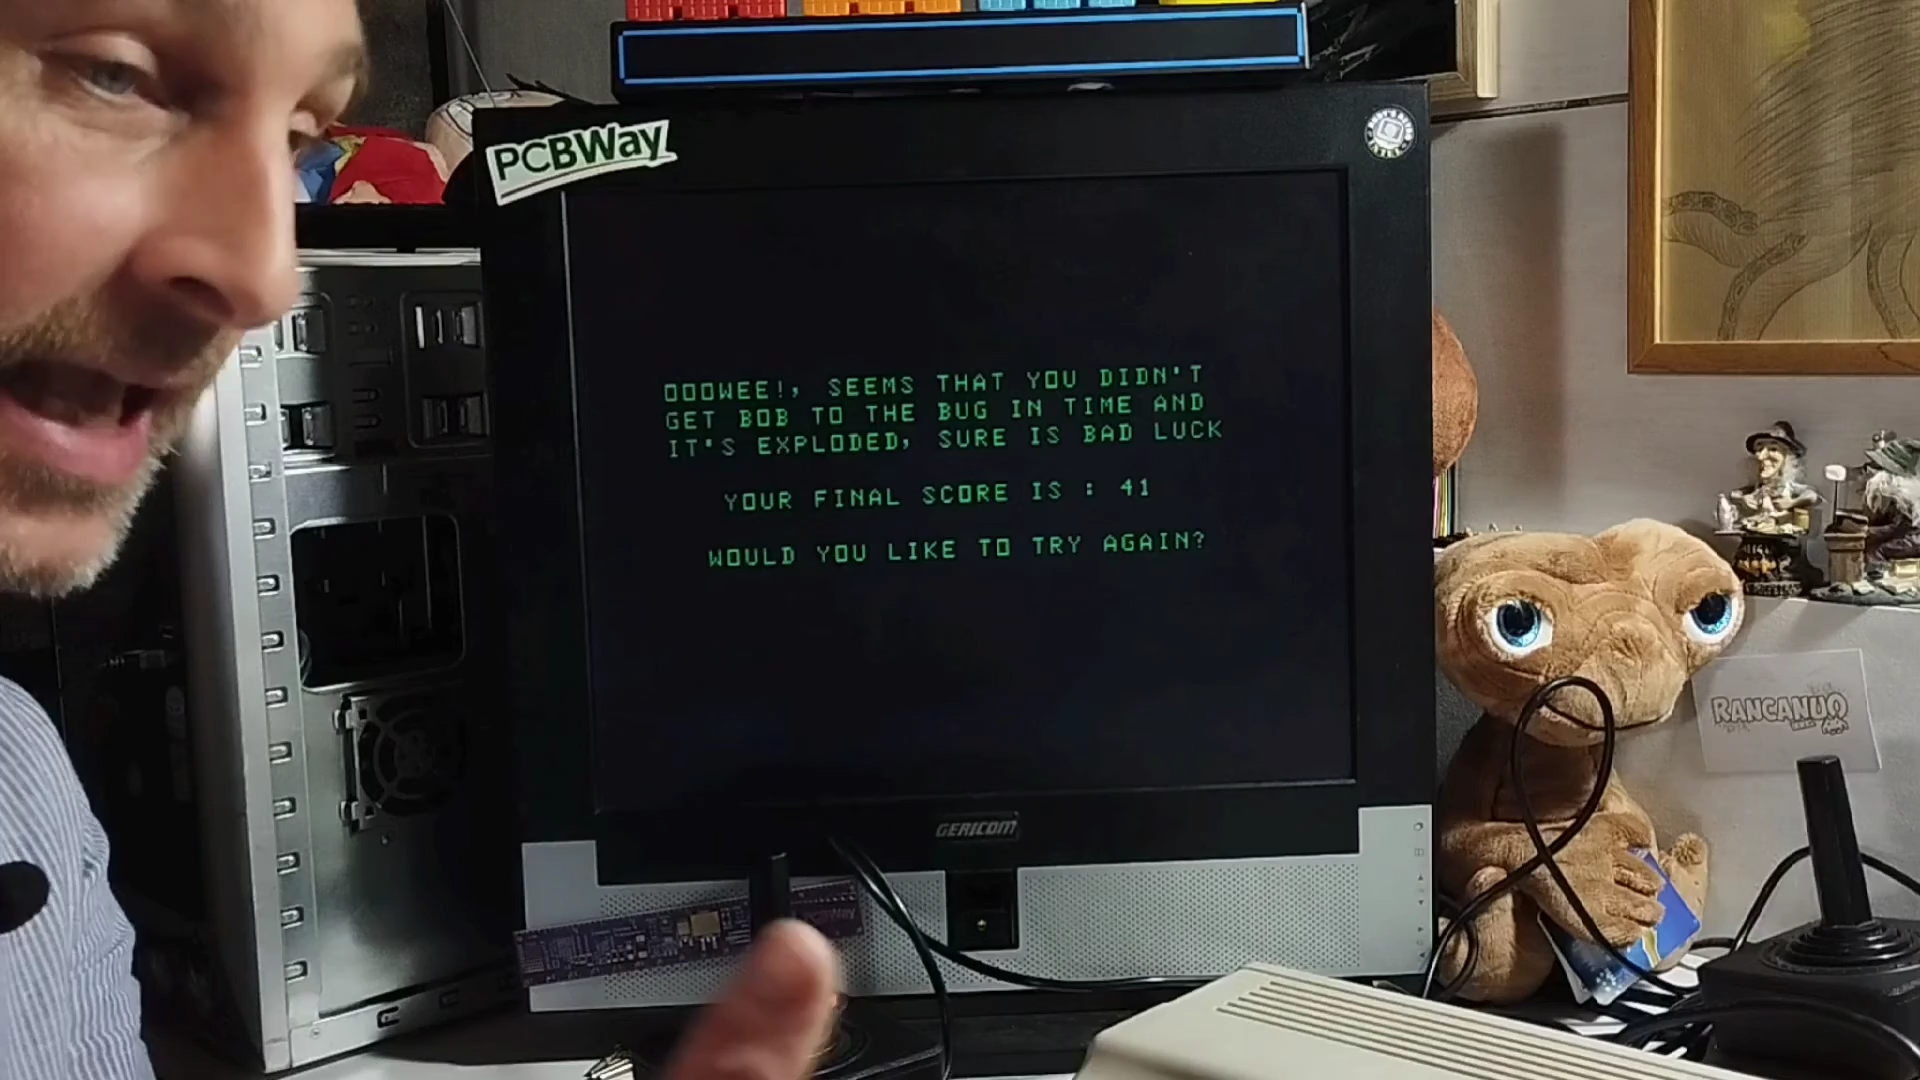 PCBWay
OOOWEE!, SEEMS THAT YOU DIDN'T
GET BOB TO THE BUG IN TIME AND
IT'S EXPLODED, SURE IS BAD LUCK
YOUR FINAL SCORE IS : 41
WOULD YOU LIKE TO TRY AGAIN?
RANCANUO
GERICOM
PCBWay